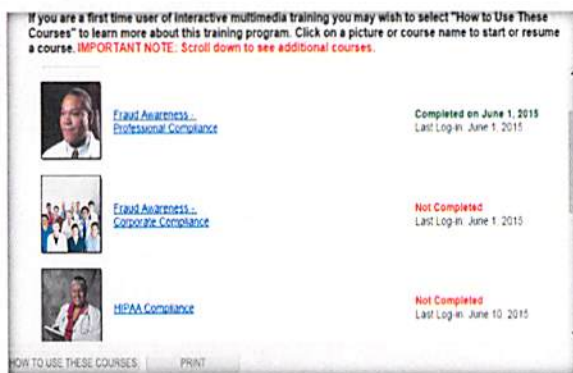 If you are a first time user of interactive multimedia training you may wish to select "How to Use These
Courses" to learn more about this training program. Click on a picture or course name to start or resume
a course. IMPORTANT NOTE: Scroll down to see additional courses.
Fraud Awareness -
Professional Compliance
Completed on June 1, 2015
Last Log-in: June 1, 2015
Fraud Awareness -
Corporate Compliance
Not Completed
Last Log-in: June 1, 2015
HIPAA Compliance
Not Completed
Last Log-in: June 10, 2015
HOW TO USE THESE COURSES
PRINT